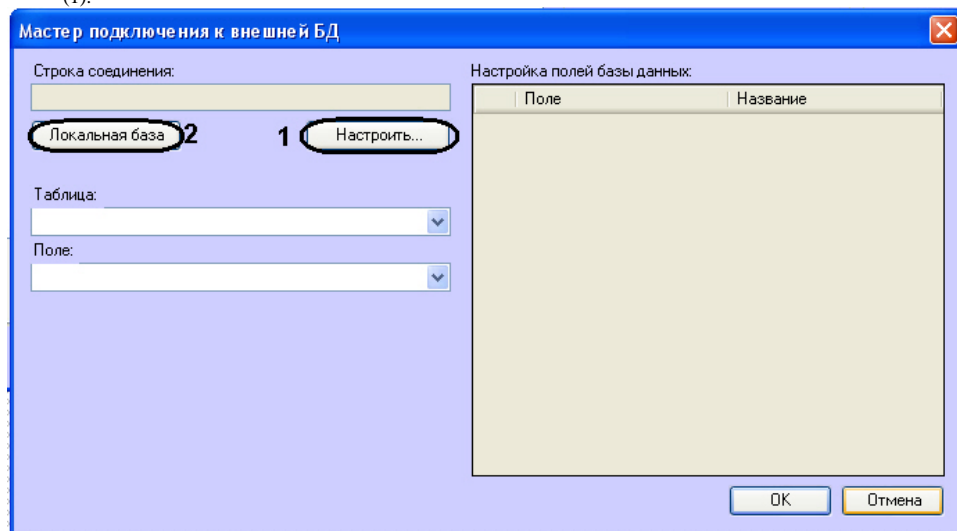 (1).
Мастер подключения к внешней БД
Строка соединения:
Настройка полей базы данных:
Поле Название
Локальная база 2 1 Настроить...
Таблица:
Поле:
OK Отмена